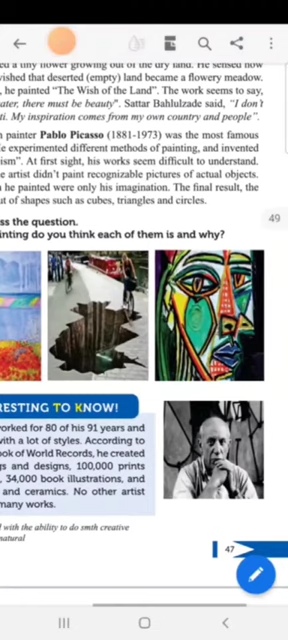 ed a tiny flower growing out of the dry land. He sensed how
wished that deserted (empty) land became a flowery meadow.
, he painted "The Wish of the Land". The work seems to say,
ater, there must be beauty". Sattar Bahlulzade said, "I don't
ti. My inspiration comes from my own country and people".
n painter Pablo Picasso (1881-1973) was the most famous
e experimented different methods of painting, and invented
ism". At first sight, his works seem difficult to understand.
e artist didn't paint recognizable pictures of actual objects.
h he painted were only his imagination. The final result, the
ut of shapes such as cubes, triangles and circles.
49
ss the question.
inting do you think each of them is and why?
RESTING TO KNOW!
worked for 80 of his 91 years and
with a lot of styles. According to
ook of World Records, he created
gs and designs, 100,000 prints
, 34,000 book illustrations, and
and ceramics. No other artist
many works.
d with the ability to do smth creative
natural
47